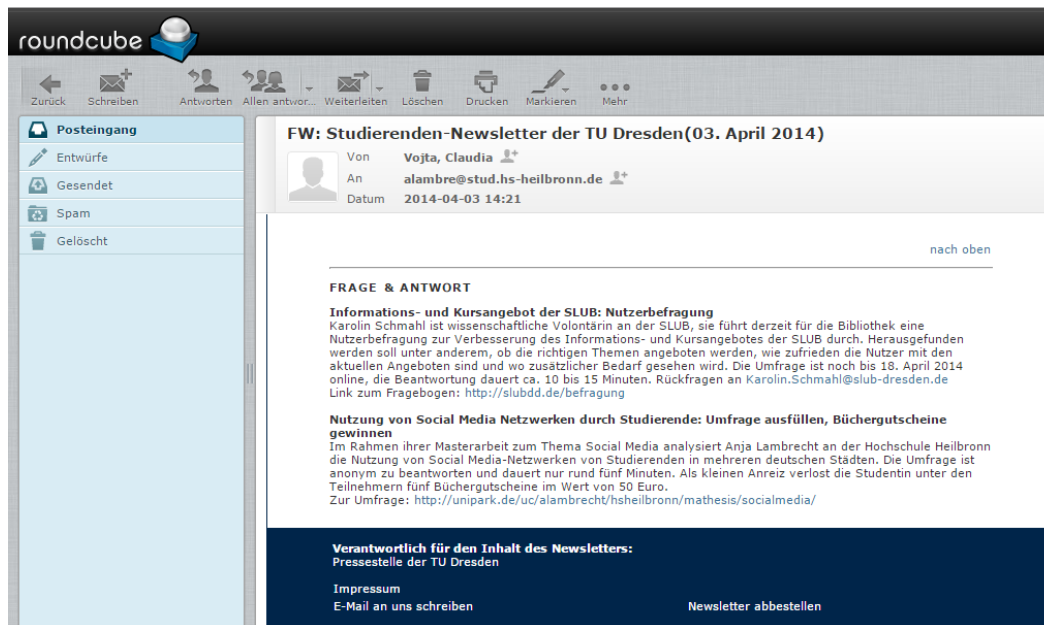 roundcube
Zurück Schreiben Antworten Allen antwor... Weiterleiten Löschen Drucken Markieren Mehr
Posteingang
Entwürfe
Gesendet
Spam
Gelöscht
FW: Studierenden-Newsletter der TU Dresden(03. April 2014)
Von Vojta, Claudia
An alambre@stud.hs-heilbronn.de
Datum 2014-04-03 14:21
nach oben
FRAGE & ANTWORT
Informations- und Kursangebot der SLUB: Nutzerbefragung
Karolin Schmahl ist wissenschaftliche Volontärin an der SLUB, sie führt derzeit für die Bibliothek eine
Nutzerbefragung zur Verbesserung des Informations- und Kursangebotes der SLUB durch. Herausgefunden
werden soll unter anderem, ob die richtigen Themen angeboten werden, wie zufrieden die Nutzer mit den
aktuellen Angeboten sind und wo zusätzlicher Bedarf gesehen wird. Die Umfrage ist noch bis 18. April 2014
online, die Beantwortung dauert ca. 10 bis 15 Minuten. Rückfragen an Karolin.Schmahl@slub-dresden.de
Link zum Fragebogen: http://slubdd.de/befragung
Nutzung von Social Media Netzwerken durch Studierende: Umfrage ausfüllen, Büchergutscheine
gewinnen
Im Rahmen ihrer Masterarbeit zum Thema Social Media analysiert Anja Lambrecht an der Hochschule Heilbronn
die Nutzung von Social Media-Netzwerken von Studierenden in mehreren deutschen Städten. Die Umfrage ist
anonym zu beantworten und dauert nur rund fünf Minuten. Als kleinen Anreiz verlost die Studentin unter den
Teilnehmern fünf Büchergutscheine im Wert von 50 Euro.
Zur Umfrage: http://unipark.de/uc/alambrecht/hsheilbronn/mathesis/socialmedia/
Verantwortlich für den Inhalt des Newsletters:
Pressestelle der TU Dresden
Impressum
E-Mail an uns schreiben Newsletter abbestellen